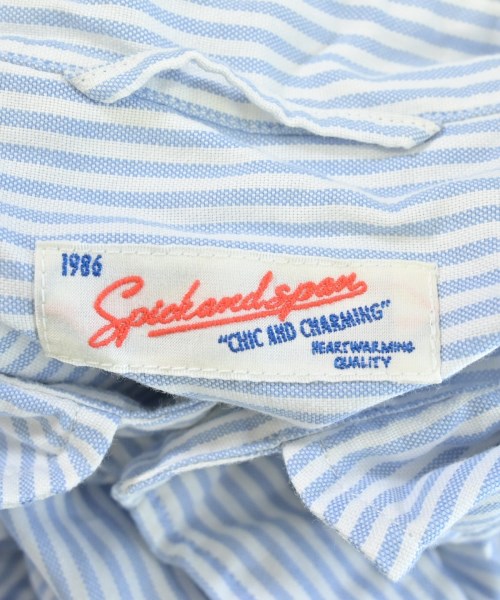 1986
Spickandspan
"CHIC AND CHARMING"
HEARTWARMING
QUALITY